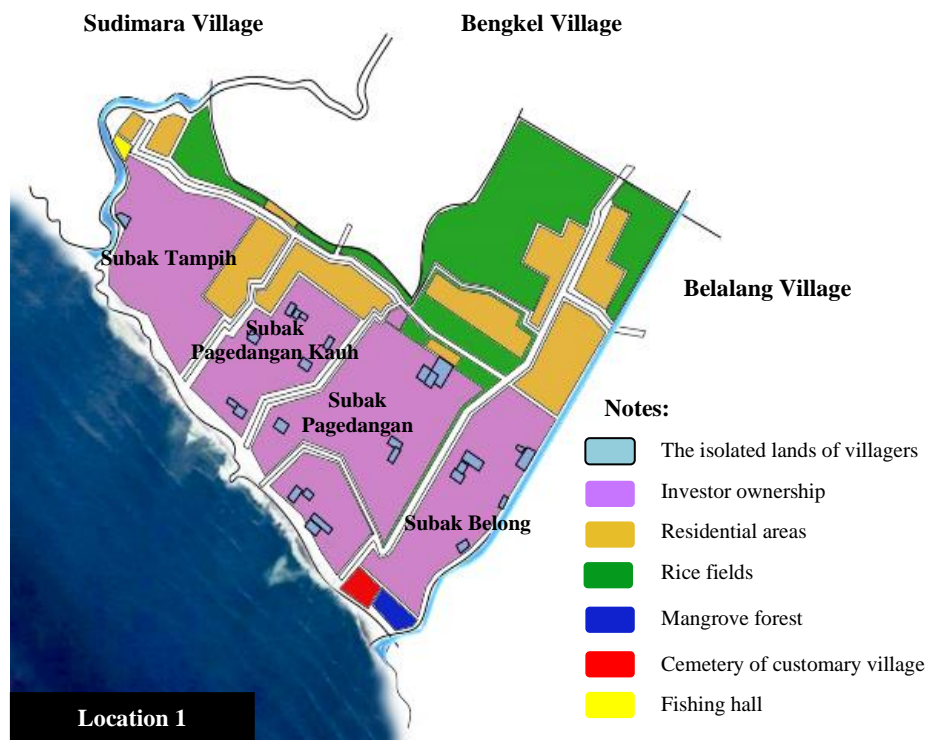 Sudimara Village
Bengkel Village
Subak Tampih
Belalang Village
Subak
Pagedangan Kauh
Subak
Pagedangan
Subak Belong
Notes:
The isolated lands of villagers
Investor ownership
Residential areas
Rice fields
Mangrove forest
Cemetery of customary village
Fishing hall
Location 1